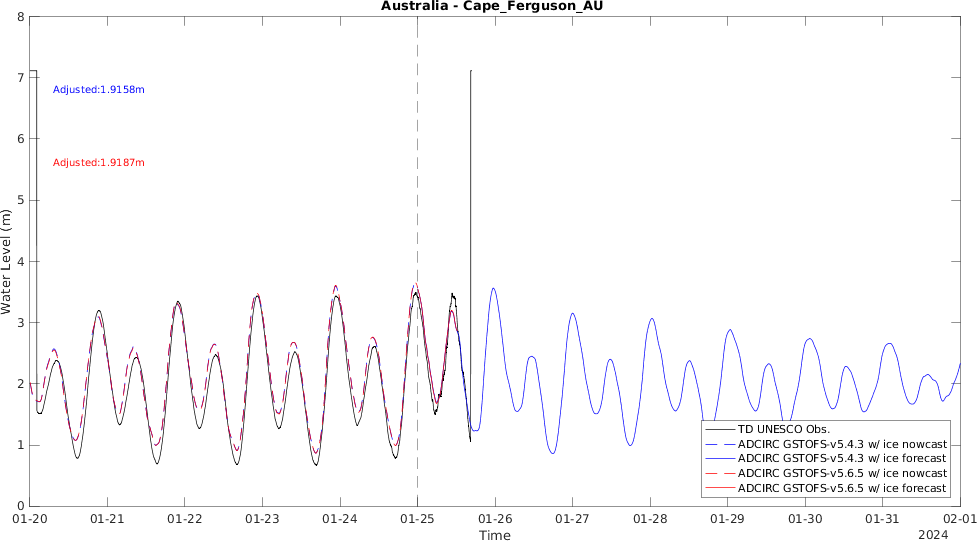 Australia - Cape_Ferguson_AU
8
7
6
5
4
3
2
1
0
Water Level (m)
Adjusted:1.9158m
Adjusted:1.9187m
TD UNESCO Obs.
ADCIRC GSTOFS-v5.4.3 w/ ice nowcast
ADCIRC GSTOFS-v5.4.3 w/ ice forecast
ADCIRC GSTOFS-v5.6.5 w/ ice nowcast
ADCIRC GSTOFS-v5.6.5 w/ ice forecast
01-20 01-21 01-22 01-23 01-24 01-25 01-26 01-27 01-28 01-29 01-30 01-31 02-01
Time
2024